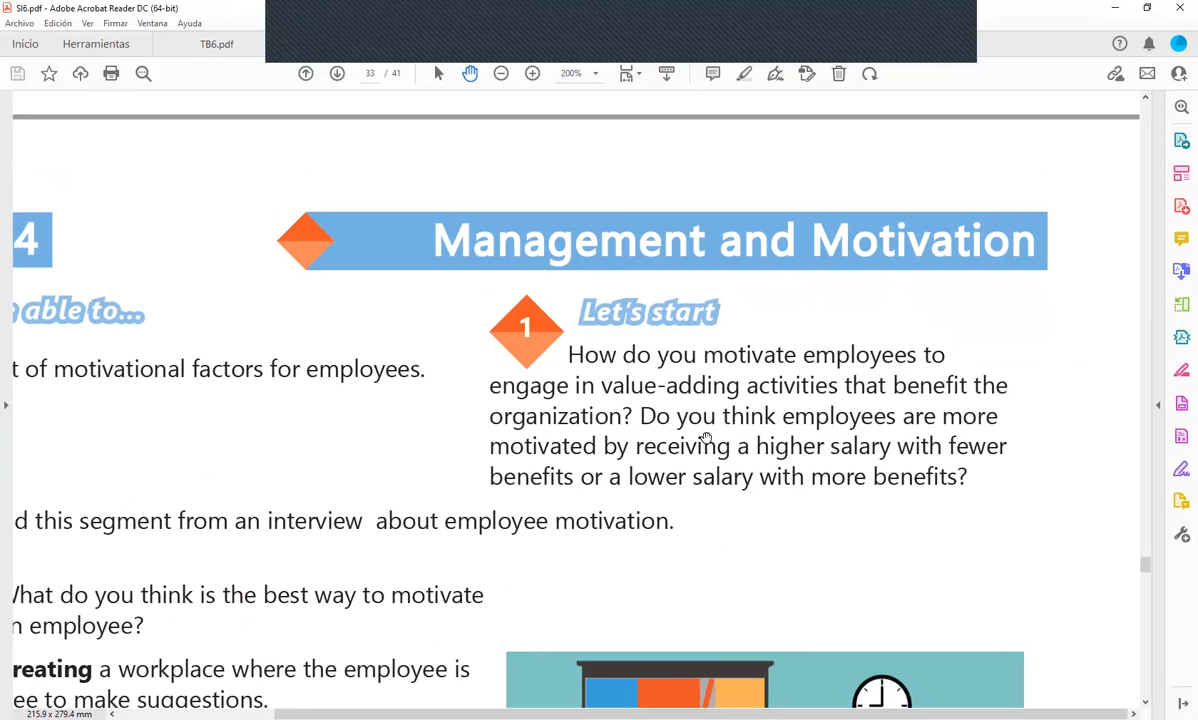 SI6.pdf - Adobe Acrobat Reader DC (64-bit)
Archivo Edición Ver Firmar Ventana Ayuda
Inicio Herramientas TB6.pdf
33 / 41 200%
4
Management and Motivation
able to...
1
Let's start
t of motivational factors for employees.
How do you motivate employees to
engage in value-adding activities that benefit the
organization? Do you think employees are more
motivated by receiving a higher salary with fewer
benefits or a lower salary with more benefits?
d this segment from an interview about employee motivation.
What do you think is the best way to motivate
n employee?
reating a workplace where the employee is
ee to make suggestions.
215.9 x 279.4 mm